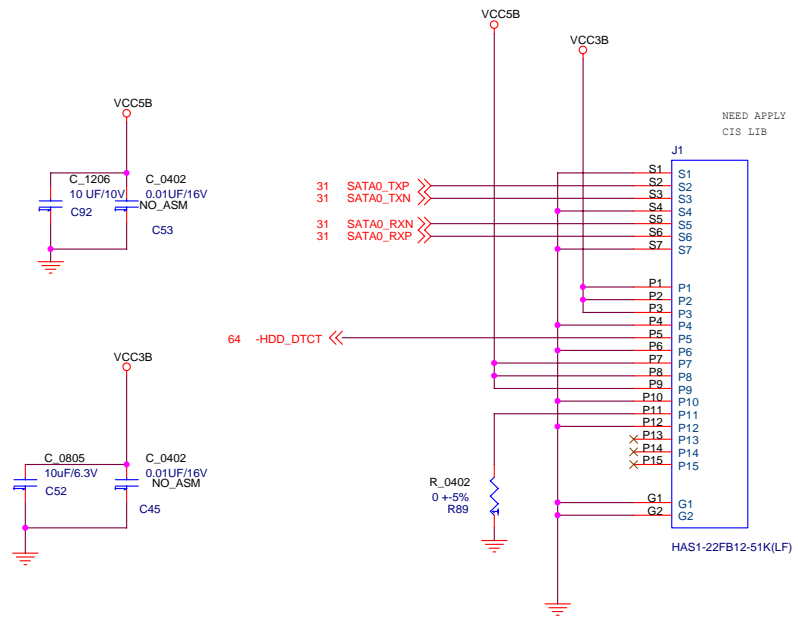 VCC5B
VCC3B
NEED APPLY
CIS LIB
J1
VCC5B
C_1206
10 UF/10V
C92
C_0402
0.01UF/16V
NO_ASM
C53
31 SATA0_TXP
31 SATA0_TXN
31 SATA0_RXN
31 SATA0_RXP
S1 S1
S2 S2
S3 S3
S4 S4
S5 S5
S6 S6
S7 S7
P1 P1
P2 P2
P3 P3
P4 P4
64 -HDD_DTCT
P5 P5
P6 P6
P7 P7
P8 P8
P9 P9
P10 P10
P11 P11
P12 P12
P13 P13
P14 P14
P15 P15
G1 G1
G2 G2
VCC3B
C_0805
10uF/6.3V
C52
C_0402
0.01UF/16V
NO_ASM
C45
R_0402
0 +-5%
R89
HAS1-22FB12-51K(LF)